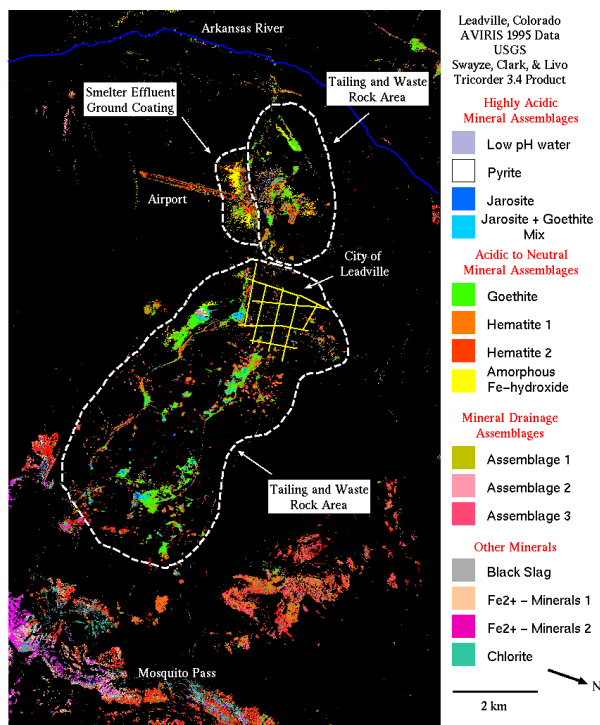 Arkansas River
Smelter Effluent
Ground Coating
Tailing and Waste
Rock Area
Airport
City of
Leadville
Tailing and Waste
Rock Area
Mosquito Pass
Leadville, Colorado
AVIRIS 1995 Data
USGS
Swayze, Clark, & Livo
Tricorder 3.4 Product
Highly Acidic
Mineral Assemblages
Low pH water
Pyrite
Jarosite
Jarosite + Goethite
Mix
Acidic to Neutral
Mineral Assemblages
Goethite
Hematite 1
Hematite 2
Amorphous
Fe-hydroxide
Mineral Drainage
Assemblages
Assemblage 1
Assemblage 2
Assemblage 3
Other Minerals
Black Slag
Fe2+ - Minerals 1
Fe2+ - Minerals 2
Chlorite
N
2 km